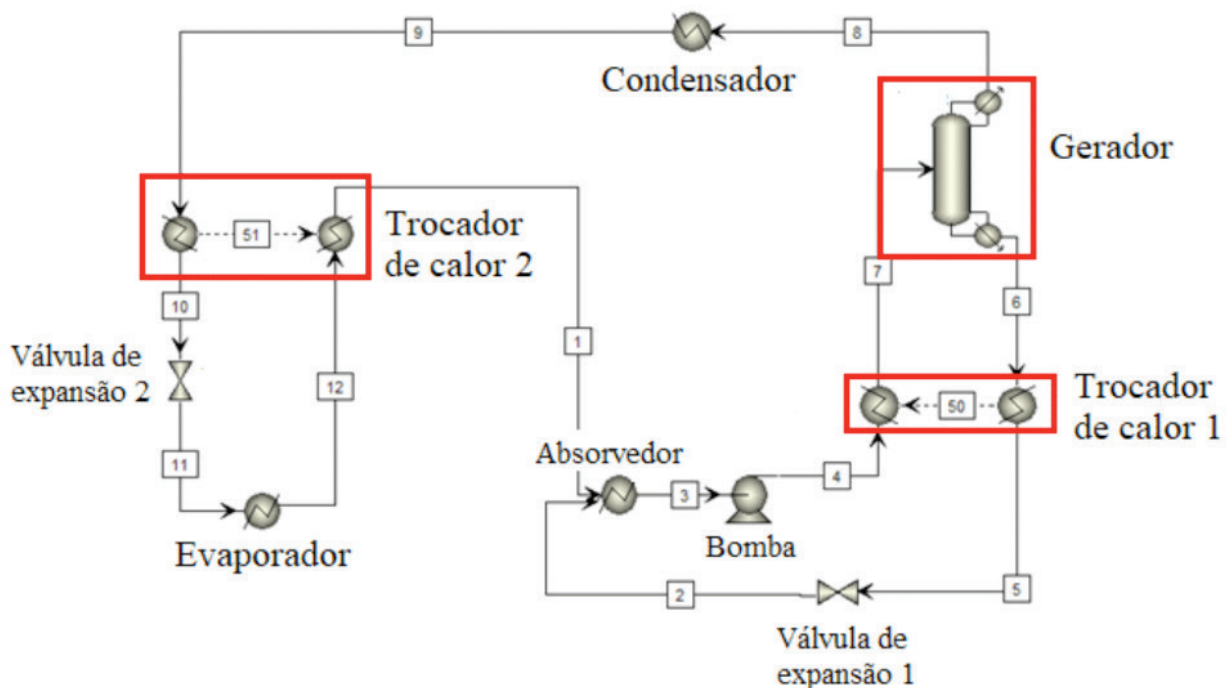 9
8
Condensador
Gerador
51
Trocador
de calor 2
7
6
10
1
Válvula de
expansão 2
12
50
Trocador
de calor 1
11
Absorvedor
3
4
Evaporador
Bomba
2
5
Válvula de
expansão 1